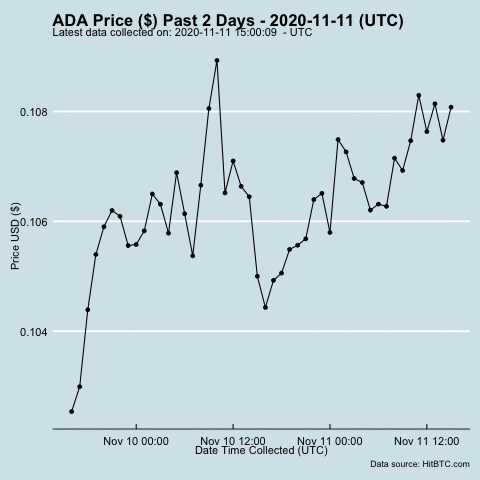 ADA Price ($) Past 2 Days - 2020-11-11 (UTC)
Latest data collected on: 2020-11-11 15:00:09 - UTC
0.108
0.106
0.104
Price USD ($)
Nov 10 00:00 Nov 10 12:00 Nov 11 00:00 Nov 11 12:00
Date Time Collected (UTC)
Data source: HitBTC.com